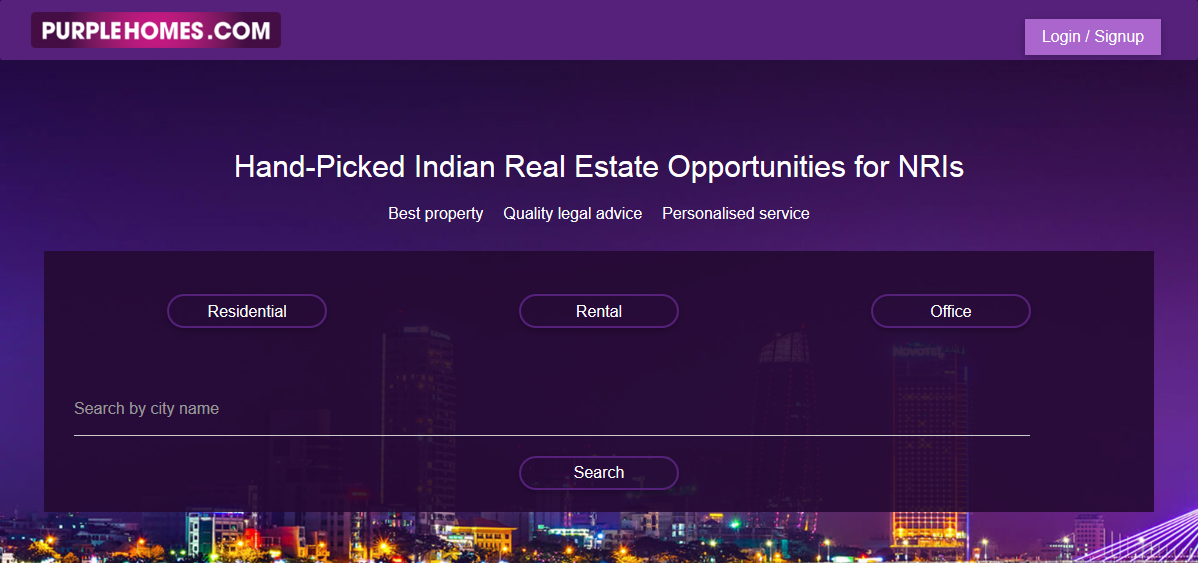 PURPLEHOMES.COM
Login / Signup
Hand-Picked Indian Real Estate Opportunities for NRIs
Best property Quality legal advice Personalised service
Residential Rental Office
NOVOTEL
Search by city name
Search